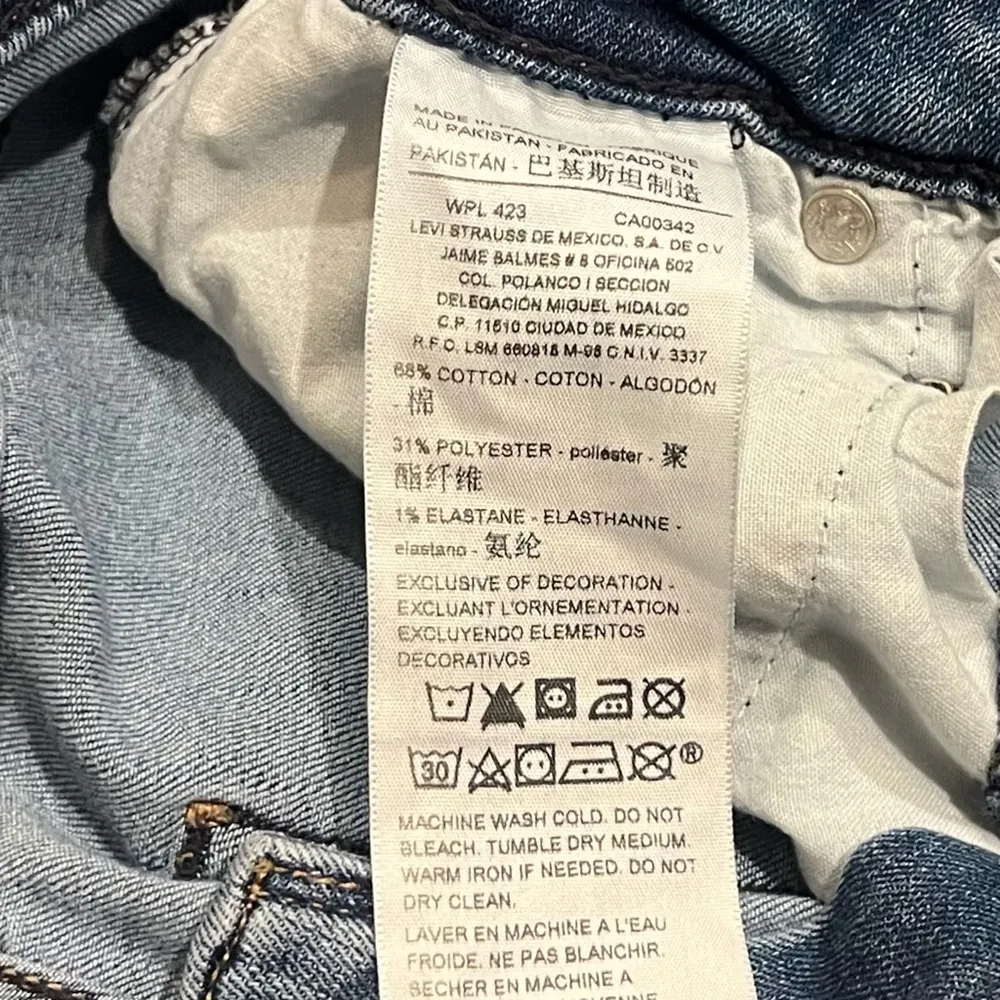 MADE IN FABRIQUE
AU PAKISTAN - FABRICADO EN
PAKISTÁN - 巴基斯坦制造
WPL 423 CA00342
LEVI STRAUSS DE MEXICO, S.A. DE C.V
JAIME BALMES # 8 OFICINA 602
COL. POLANCO I SECCION
DELEGACIÓN MIGUEL HIDALGO
C.P. 11510 CIUDAD DE MEXICO
R.F.C. LSM 660815 M-96 C.N.I.V. 3337
68% COTTON - COTON - ALGODÓN
- 棉
31% POLYESTER - poliéster - 聚
酯纤维
1% ELASTANE - ELASTHANNE -
elastano - 氨纶
EXCLUSIVE OF DECORATION -
EXCLUANT L'ORNEMENTATION -
EXCLUYENDO ELEMENTOS
DECORATIVOS
30 ®
MACHINE WASH COLD. DO NOT
BLEACH. TUMBLE DRY MEDIUM.
WARM IRON IF NEEDED. DO NOT
DRY CLEAN.
LAVER EN MACHINE A L'EAU
FROIDE. NE PAS BLANCHIR.
SECHER EN MACHINE A